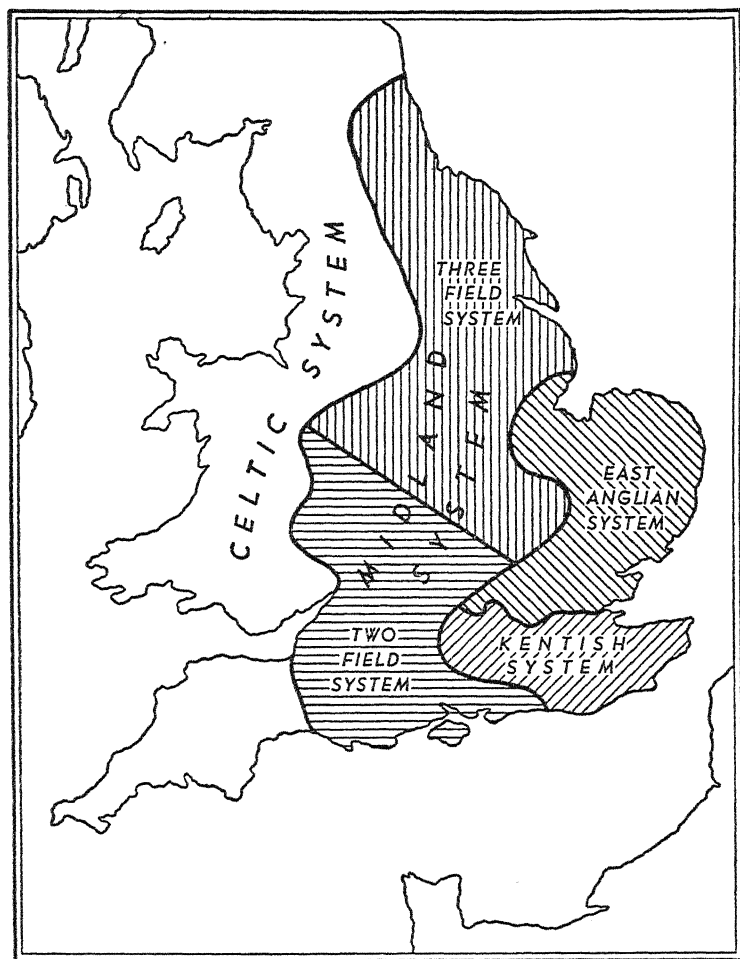 CELTIC SYSTEM
THREE
FIELD
SYSTEM
MIDLAND
SYSTEM
EAST
ANGLIAN
SYSTEM
TWO
FIELD
SYSTEM
KENTISH
SYSTEM